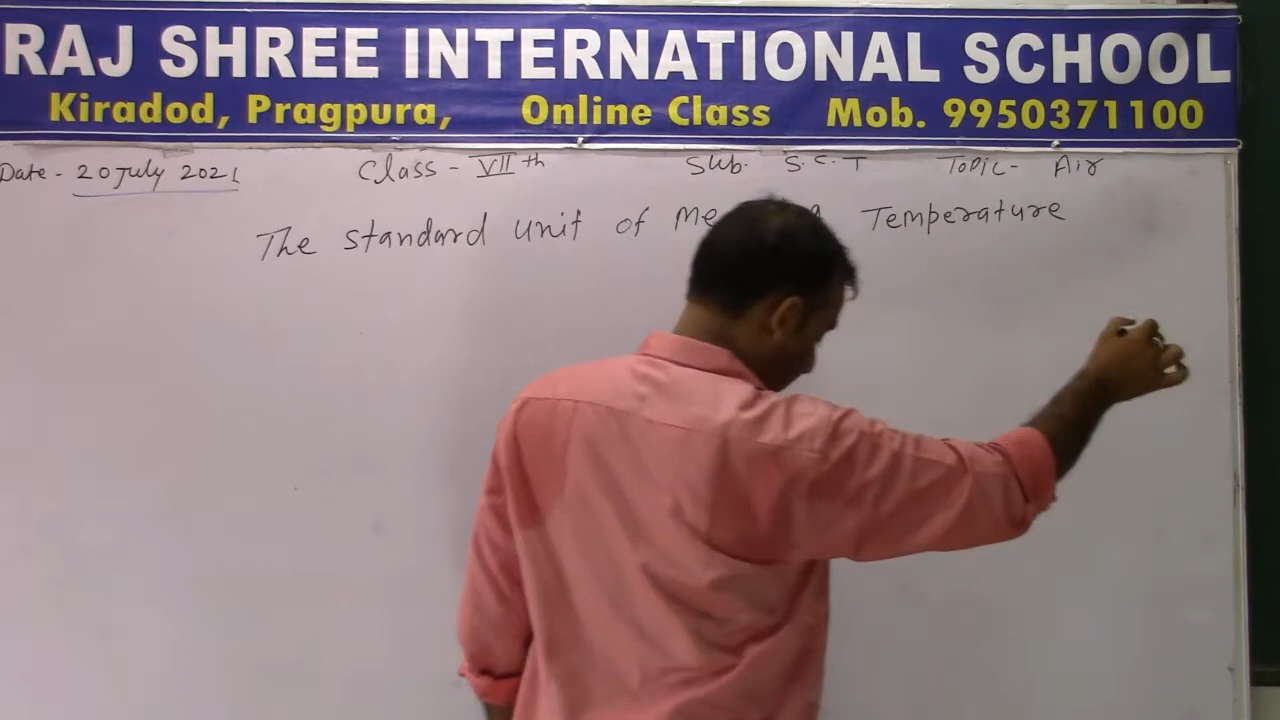 RAJ SHREE INTERNATIONAL SCHOOL
Kiradod, Pragpura, Online Class Mob. 9950371100
Date - 20 July 2021 Class - VII th Sub. S.S.T Topic - Air
The standard unit of Me Temperature